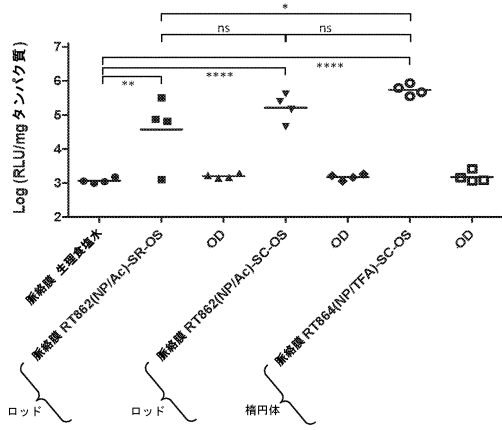 *
ns
ns
****
**
****
Log (RLU/mg タンパク質)
7
6
5
4
3
2
脈絡膜 生理食塩水
脈絡膜 RT862(NP/Ac)-SR-OS
OD
脈絡膜 RT862(NP/Ac)-SC-OS
OD
脈絡膜 RT864(NP/TFA)-SC-OS
OD
ロッド
ロッド
楕円体